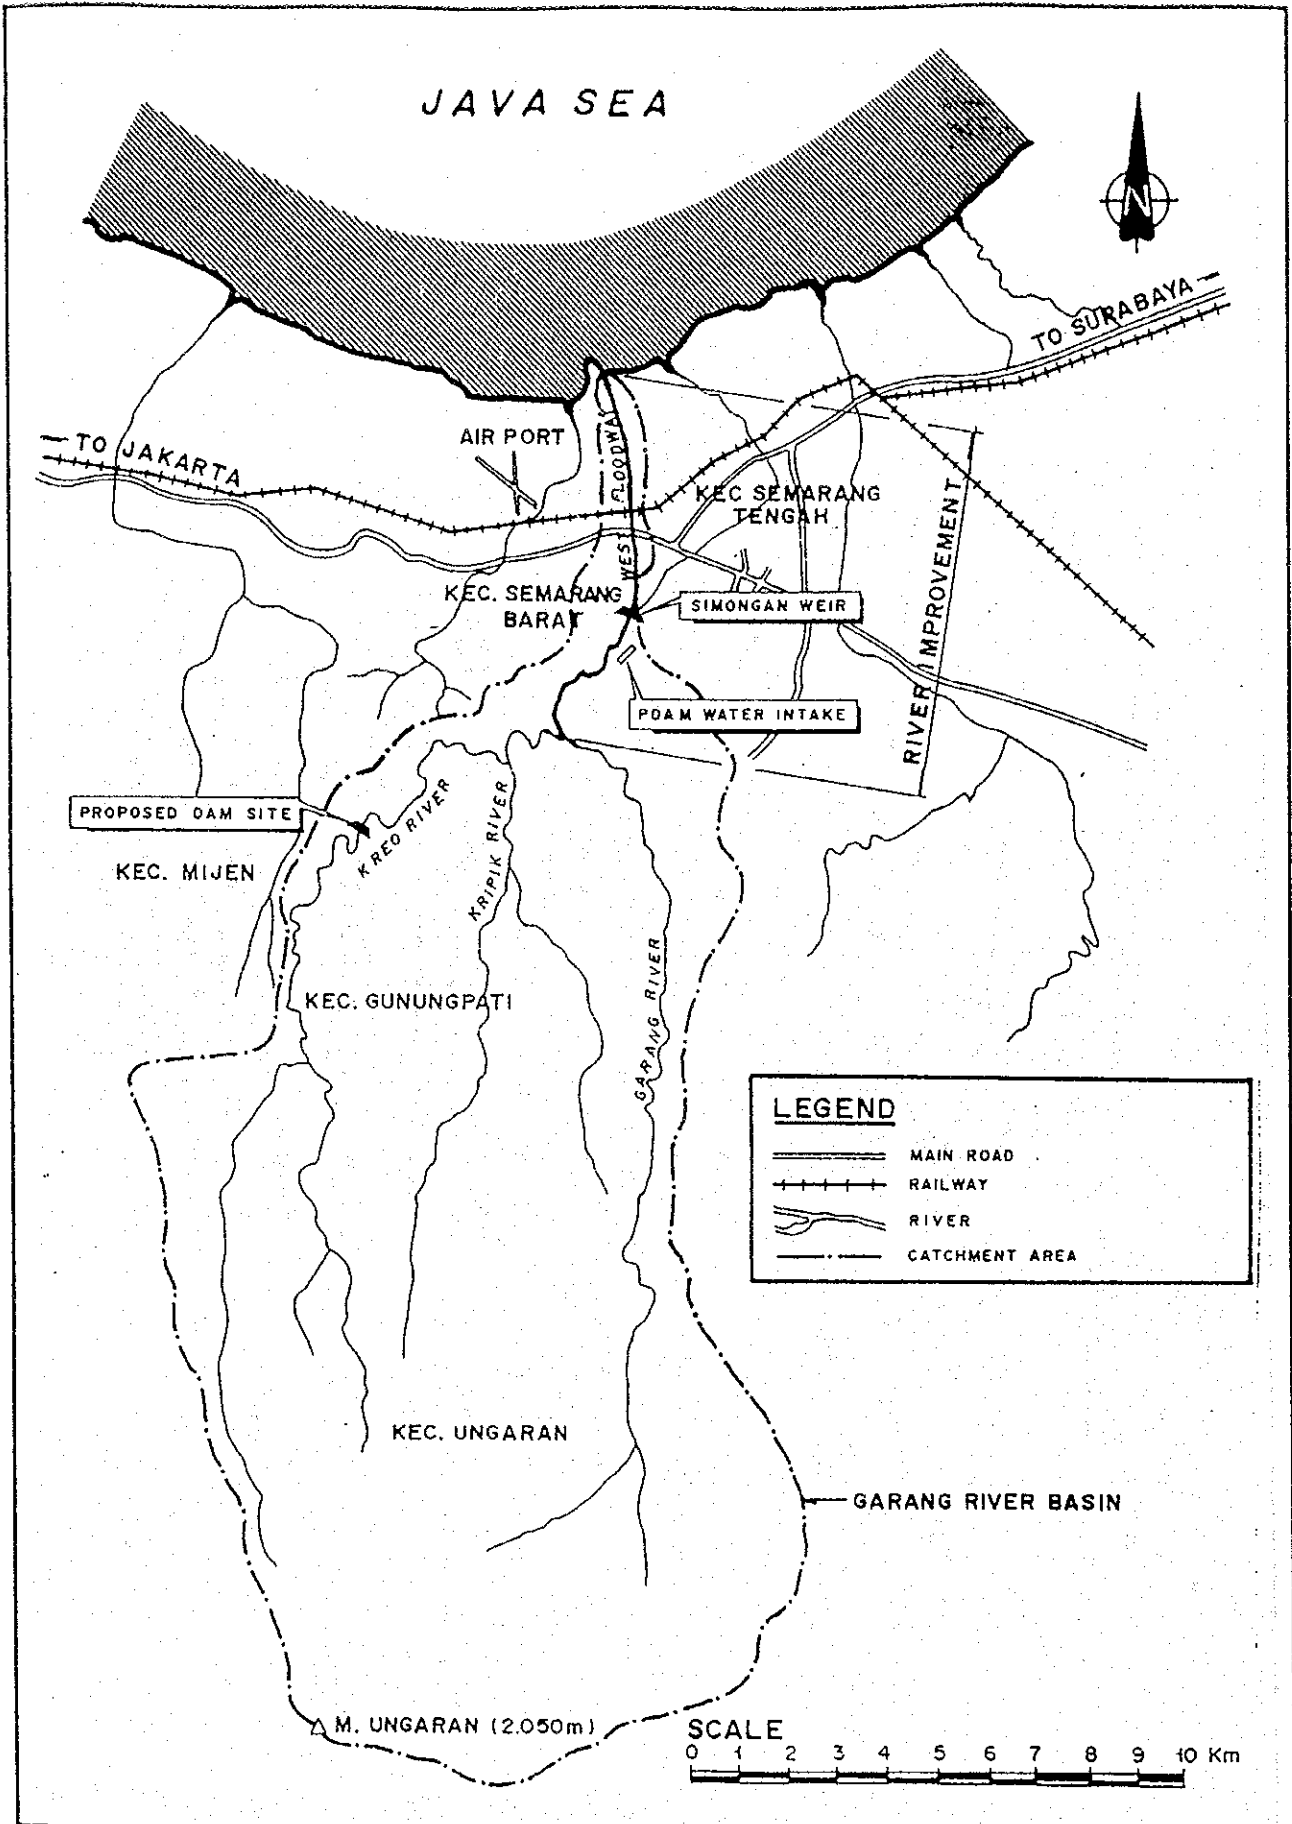 JAVA SEA
N
TO SURABAYA
TO JAKARTA
AIR PORT
WEST FLOODWAY
KEC SEMARANG
TENGAH
RIVER IMPROVEMENT
KEC. SEMARANG
BARAT
SIMONGAN WEIR
PDAM WATER INTAKE
PROPOSED DAM SITE
KREO RIVER
KRIPIK RIVER
KEC. MIJEN
GARANG RIVER
KEC. GUNUNGPATI
LEGEND
MAIN ROAD
RAILWAY
RIVER
CATCHMENT AREA
KEC. UNGARAN
GARANG RIVER BASIN
M. UNGARAN (2.050m)
SCALE
0 1 2 3 4 5 6 7 8 9 10 Km